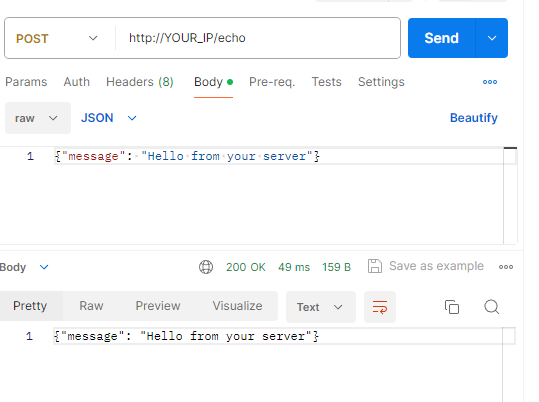 POST http://YOUR_IP/echo Send
Params Auth Headers (8) Body Pre-req. Tests Settings
raw JSON Beautify
1 {"message": "Hello from your server"}
Body 200 OK 49 ms 159 B Save as example
Pretty Raw Preview Visualize Text
1 {"message": "Hello from your server"}